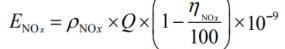 E_NOx = ρ_NOx × Q × (1 − η_NOx / 100) × 10⁻⁹